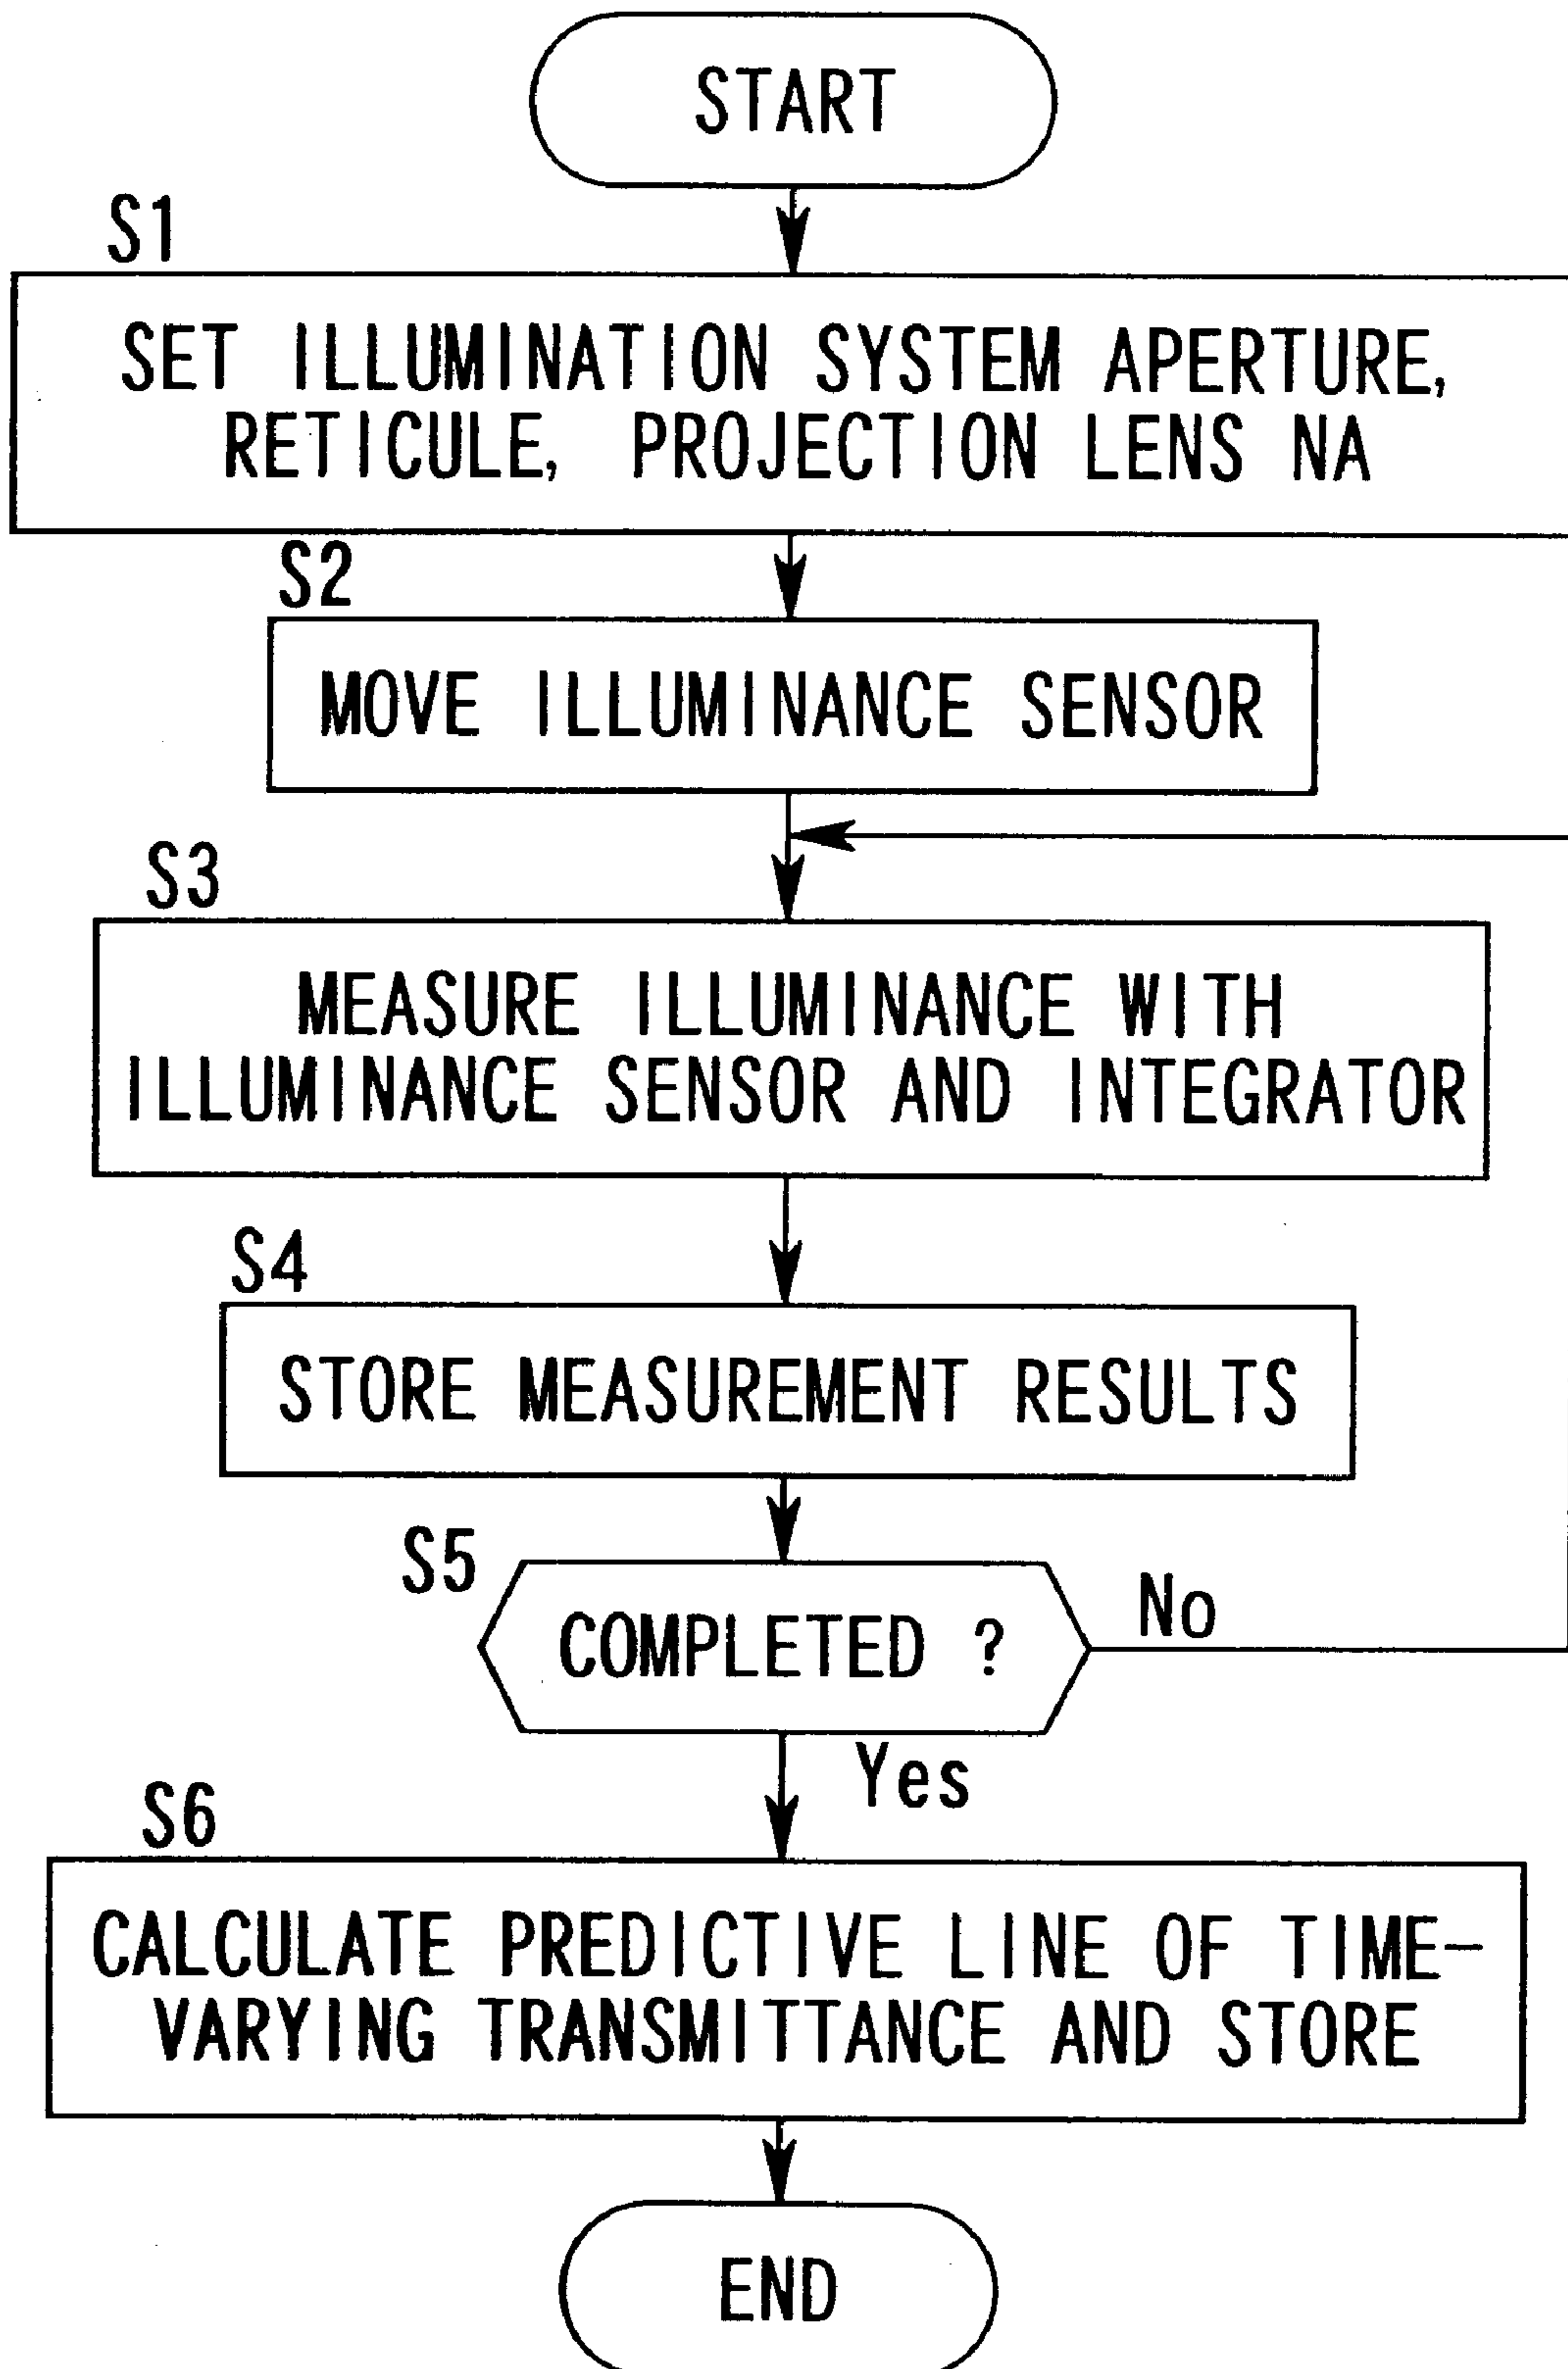 START
S1
SET ILLUMINATION SYSTEM APERTURE,
RETICULE, PROJECTION LENS NA
S2
MOVE ILLUMINANCE SENSOR
S3
MEASURE ILLUMINANCE WITH
ILLUMINANCE SENSOR AND INTEGRATOR
S4
STORE MEASUREMENT RESULTS
S5
COMPLETED ?
No
Yes
S6
CALCULATE PREDICTIVE LINE OF TIME-
VARYING TRANSMITTANCE AND STORE
END